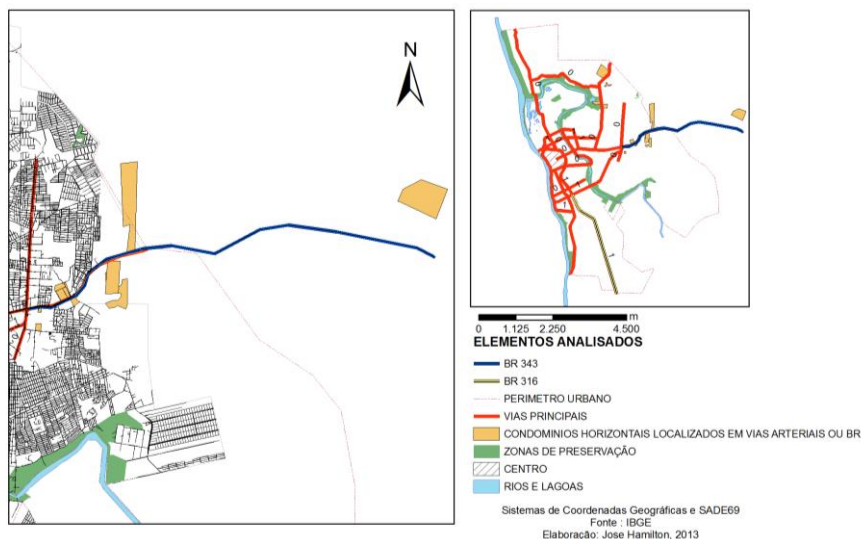 N
0 1.125 2.250 4.500 m
ELEMENTOS ANALISADOS
BR 343
BR 316
PERIMETRO URBANO
VIAS PRINCIPAIS
CONDOMINIOS HORIZONTAIS LOCALIZADOS EM VIAS ARTERIAIS OU BR
ZONAS DE PRESERVAÇÃO
CENTRO
RIOS E LAGOAS
Sistemas de Coordenadas Geográficas e SADE69
Fonte : IBGE
Elaboração: Jose Hamilton, 2013